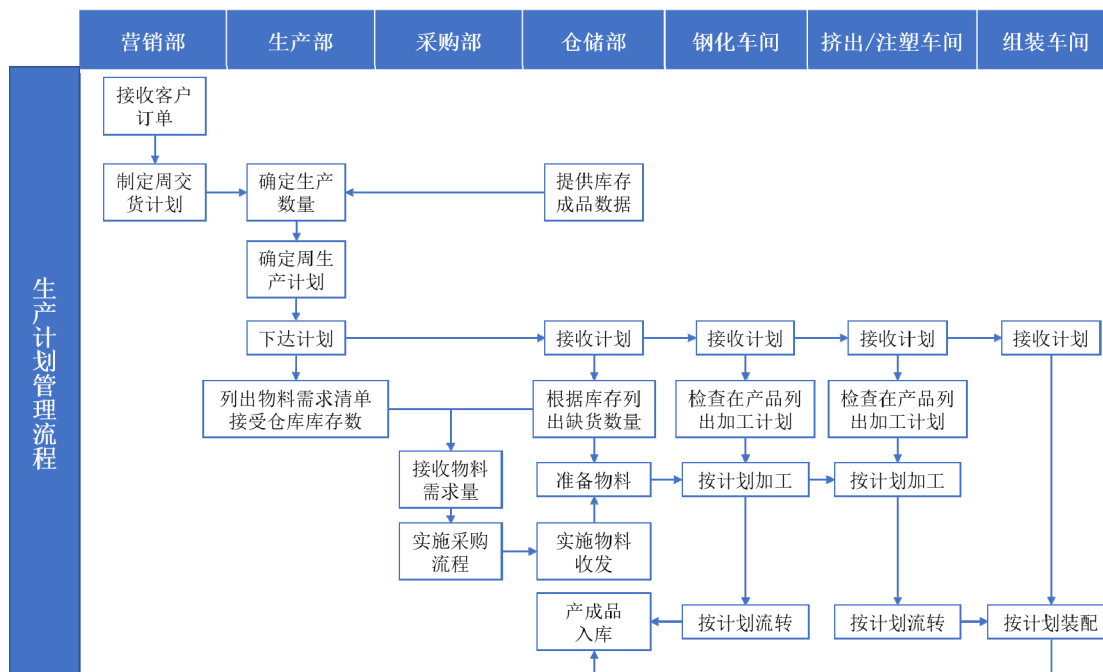 营销部
生产部
采购部
仓储部
钢化车间
挤出/注塑车间
组装车间
生产计划管理流程
接收客户
订单
制定周交
货计划
确定生产
数量
提供库存
成品数据
确定周生
产计划
下达计划
接收计划
接收计划
接收计划
接收计划
列出物料需求清单
接受仓库库存数
根据库存列
出缺货数量
检查在产品列
出加工计划
检查在产品列
出加工计划
接收物料
需求量
准备物料
按计划加工
按计划加工
实施采购
流程
实施物料
收发
产成品
入库
按计划流转
按计划流转
按计划装配